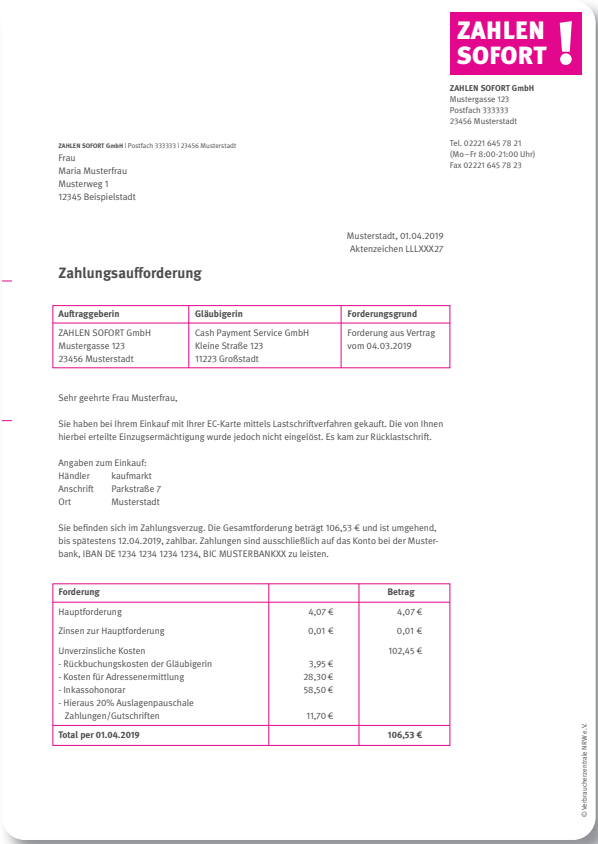 ZAHLEN
SOFORT !
ZAHLEN SOFORT GmbH
Mustergasse 123
Postfach 333333
23456 Musterstadt
Tel. 02221 645 78 21
(Mo–Fr 8:00-21:00 Uhr)
Fax 02221 645 78 23
ZAHLEN SOFORT GmbH | Postfach 333333 | 23456 Musterstadt
Frau
Maria Musterfrau
Musterweg 1
12345 Beispielstadt
Musterstadt, 01.04.2019
Aktenzeichen LLLXXX27
Zahlungsaufforderung
Auftraggeberin Gläubigerin Forderungsgrund
ZAHLEN SOFORT GmbH Cash Payment Service GmbH Forderung aus Vertrag
Mustergasse 123 Kleine Straße 123 vom 04.03.2019
23456 Musterstadt 11223 Großstadt
Sehr geehrte Frau Musterfrau,
Sie haben bei Ihrem Einkauf mit Ihrer EC-Karte mittels Lastschriftverfahren gekauft. Die von Ihnen
hierbei erteilte Einzugsermächtigung wurde jedoch nicht eingelöst. Es kam zur Rücklastschrift.
Angaben zum Einkauf:
Händler kaufmarkt
Anschrift Parkstraße 7
Ort Musterstadt
Sie befinden sich im Zahlungsverzug. Die Gesamtforderung beträgt 106,53 € und ist umgehend,
bis spätestens 12.04.2019, zahlbar. Zahlungen sind ausschließlich auf das Konto bei der Muster-
bank, IBAN DE 1234 1234 1234 1234, BIC MUSTERBANKXX zu leisten.
Forderung Betrag
Hauptforderung 4,07 € 4,07 €
Zinsen zur Hauptforderung 0,01 € 0,01 €
Unverzinsliche Kosten 102,45 €
- Rückbuchungskosten der Gläubigerin 3,95 €
- Kosten für Adressenermittlung 28,30 €
- Inkassohonorar 58,50 €
- Hieraus 20% Auslagenpauschale
Zahlungen/Gutschriften 11,70 €
Total per 01.04.2019 106,53 €
© Verbraucherzentrale NRW e.V.